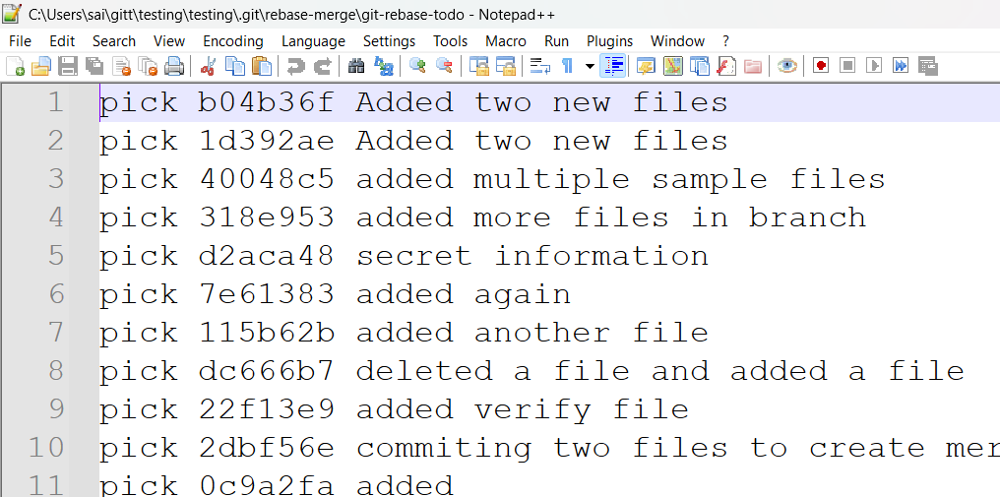 C:\Users\sai\gitt\testing\testing\.git\rebase-merge\git-rebase-todo - Notepad++
File Edit Search View Encoding Language Settings Tools Macro Run Plugins Window ?
1 pick b04b36f Added two new files
2 pick 1d392ae Added two new files
3 pick 40048c5 added multiple sample files
4 pick 318e953 added more files in branch
5 pick d2aca48 secret information
6 pick 7e61383 added again
7 pick 115b62b added another file
8 pick dc666b7 deleted a file and added a file
9 pick 22f13e9 added verify file
10 pick 2dbf56e commiting two files to create mer
11 pick 0c9a2fa added